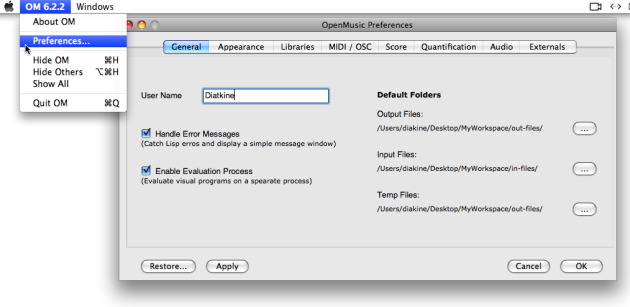 OM 6.2.2 Windows
About OM
Preferences...
Hide OM ⌘H
Hide Others ⌥⌘H
Show All
Quit OM ⌘Q
OpenMusic Preferences
General Appearance Libraries MIDI / OSC Score Quantification Audio Externals
User Name Diatkine
Handle Error Messages
(Catch Lisp erros and display a simple message window)
Enable Evaluation Process
(Evaluate visual programs on a spearate process)
Default Folders
Output Files:
/Users/diakine/Desktop/MyWorkspace/out-files/ ...
Input Files:
/Users/diakine/Desktop/MyWorkspace/in-files/ ...
Temp Files:
/Users/diakine/Desktop/MyWorkspace/out-files/ ...
Restore... Apply Cancel OK